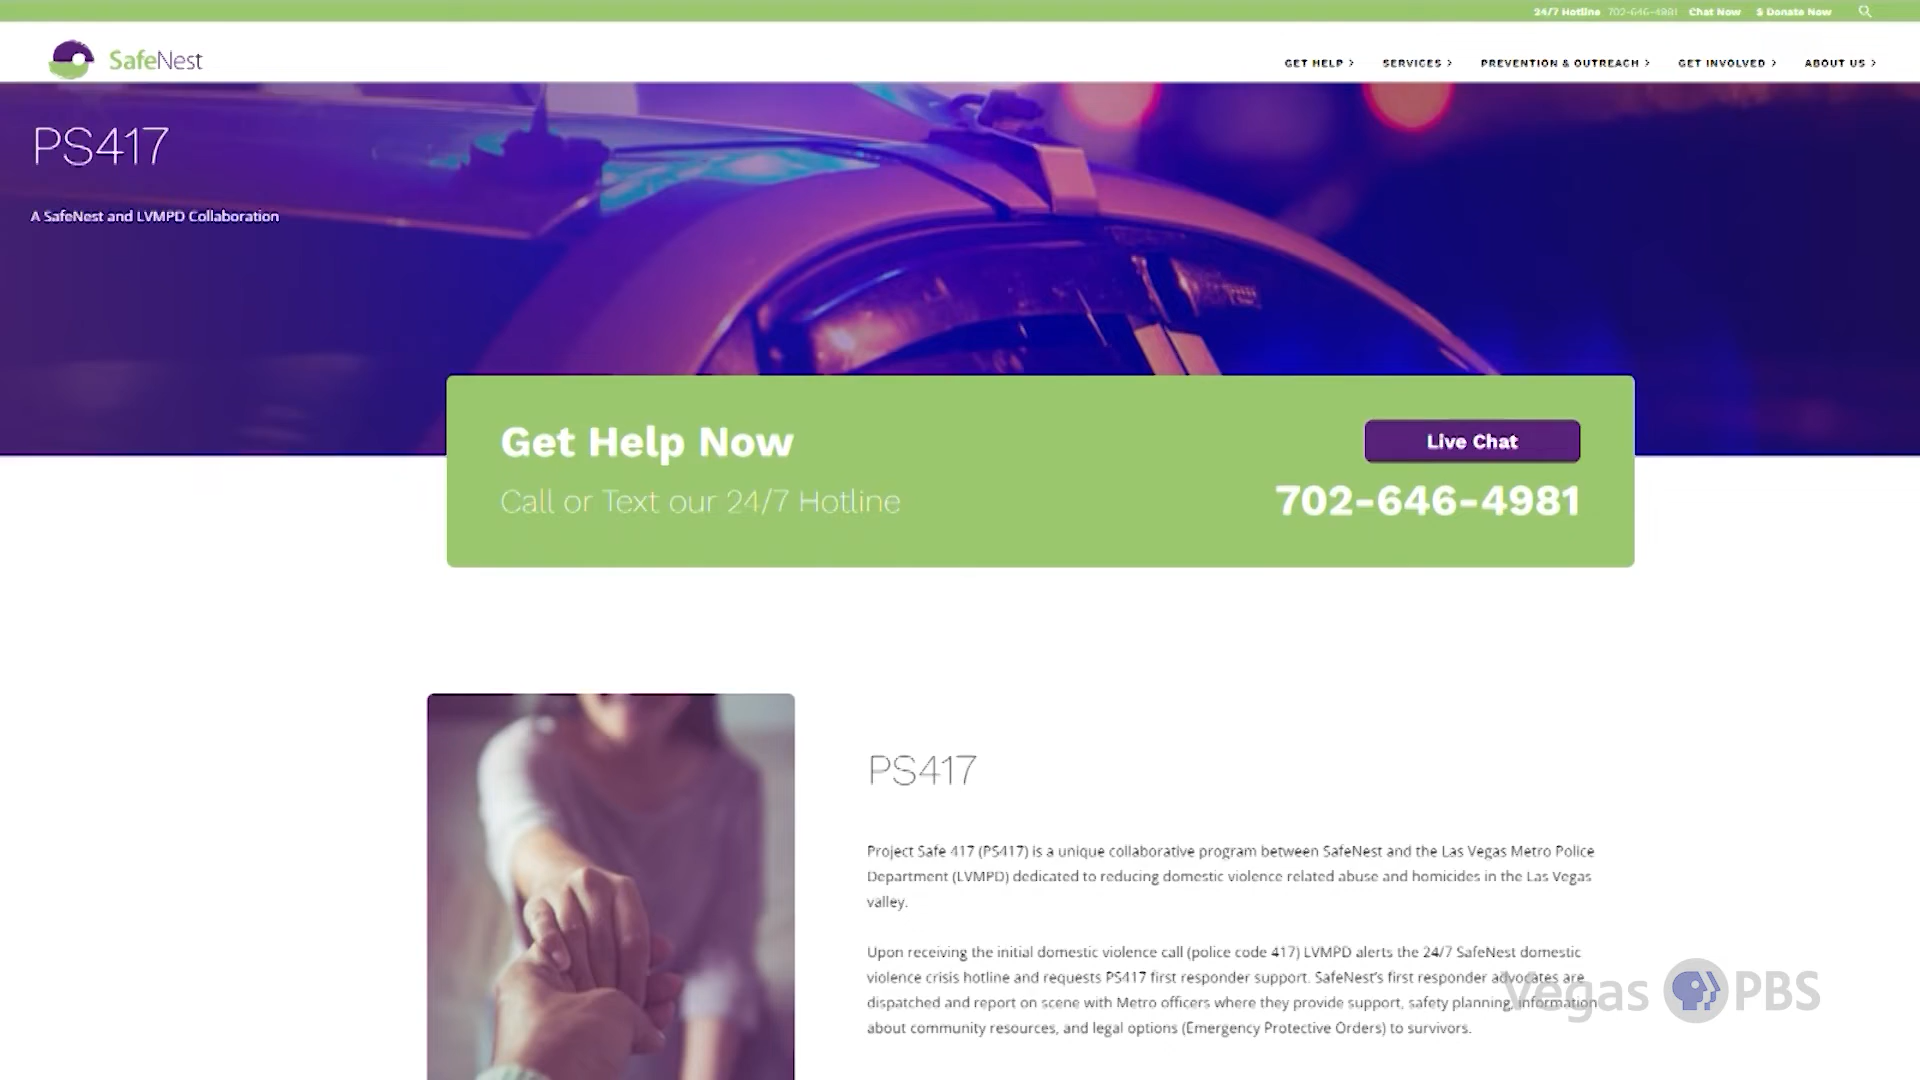 24/7 Hotline 702-646-4981 Chat Now $ Donate Now
SafeNest
GET HELP > SERVICES > PREVENTION & OUTREACH > GET INVOLVED > ABOUT US >
PS417
A SafeNest and LVMPD Collaboration
Get Help Now
Live Chat
Call or Text our 24/7 Hotline
702-646-4981
PS417
Project Safe 417 (PS417) is a unique collaborative program between SafeNest and the Las Vegas Metro Police
Department (LVMPD) dedicated to reducing domestic violence related abuse and homicides in the Las Vegas
valley.
Upon receiving the initial domestic violence call (police code 417) LVMPD alerts the 24/7 SafeNest domestic
violence crisis hotline and requests PS417 first responder support. SafeNest's first responder advocates are
dispatched and report on scene with Metro officers where they provide support, safety planning, information
about community resources, and legal options (Emergency Protective Orders) to survivors.
Vegas PBS